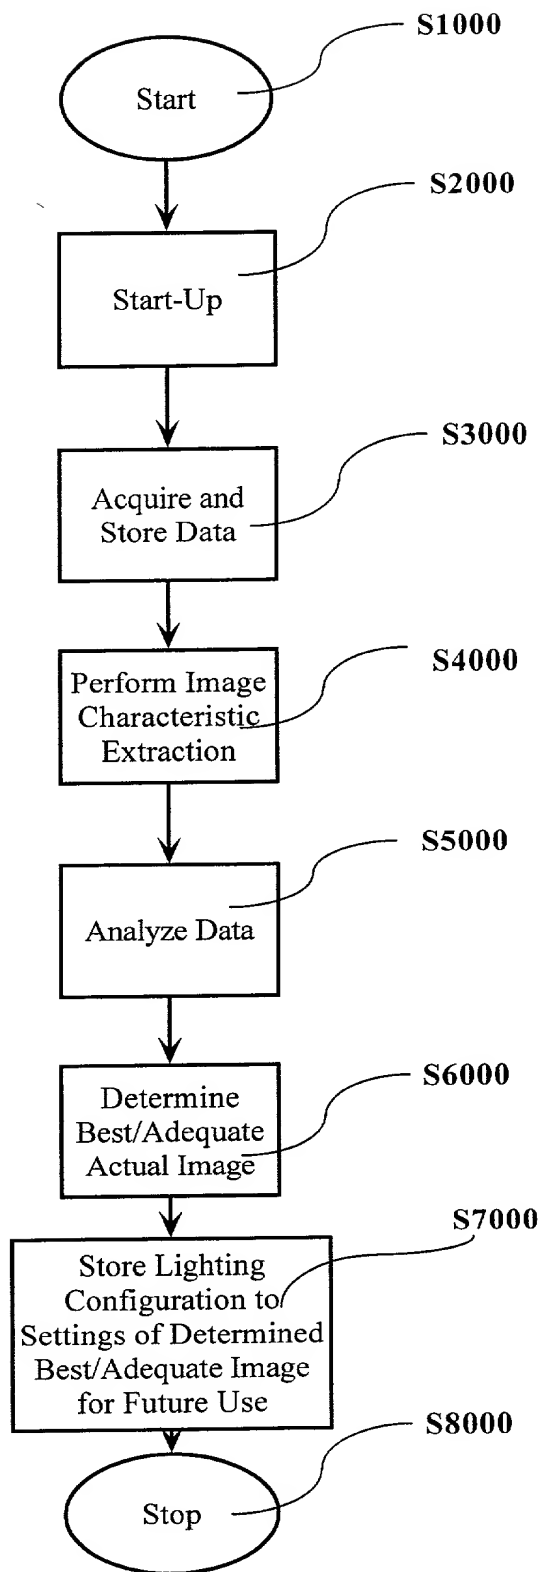 S1000
Start
S2000
Start-Up
S3000
Acquire and
Store Data
S4000
Perform Image
Characteristic
Extraction
S5000
Analyze Data
S6000
Determine
Best/Adequate
Actual Image
S7000
Store Lighting
Configuration to
Settings of Determined
Best/Adequate Image
for Future Use
S8000
Stop